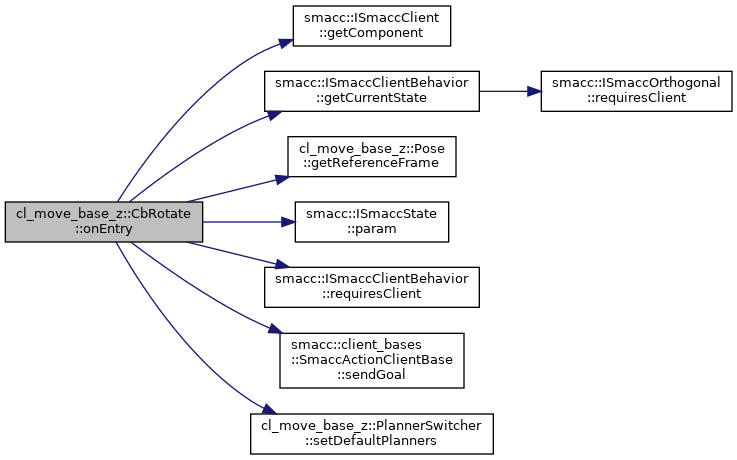 smacc::ISmaccClient
::getComponent
smacc::ISmaccClientBehavior
::getCurrentState
smacc::ISmaccOrthogonal
::requiresClient
cl_move_base_z::Pose
::getReferenceFrame
cl_move_base_z::CbRotate
::onEntry
smacc::ISmaccState
::param
smacc::ISmaccClientBehavior
::requiresClient
smacc::client_bases
::SmaccActionClientBase
::sendGoal
cl_move_base_z::PlannerSwitcher
::setDefaultPlanners